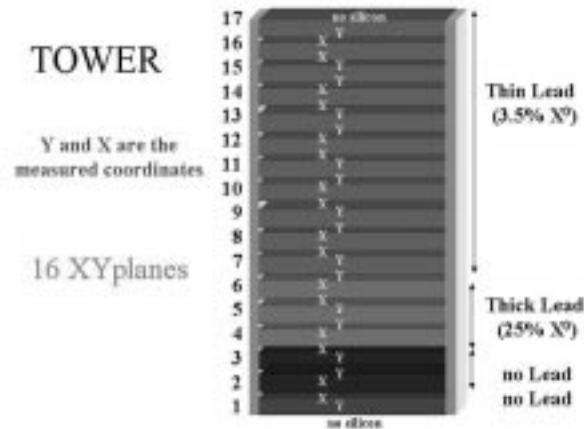 TOWER
Y and X are the
measured coordinates
16 XYplanes
17
no silicon
Y
16
X
X
15
Y
Y
14
X
X
13
Y
Y
12
X
X
11
Y
Y
10
X
X
9
Y
Y
8
X
X
7
Y
Y
6
X
X
5
Y
Y
4
X
X
3
Y
Y
2
X
X
1
Y
no silicon
Thin Lead
(3.5% X⁰)
Thick Lead
(25% X⁰)
no Lead
no Lead